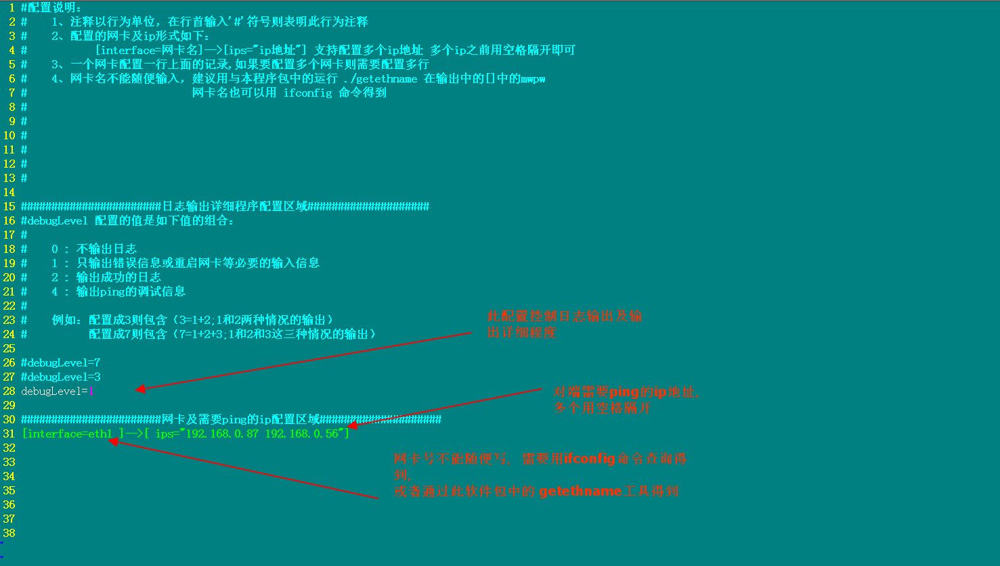 1 #配置说明:
2 #    1、注释以行为单位，在行首输入'#'符号则表明此行为注释
3 #    2、配置的网卡及ip形式如下:
4 #           [interface=网卡名]-->[ips="ip地址"] 支持配置多个ip地址 多个ip之前用空格隔开即可
5 #    3、一个网卡配置一行上面的记录,如果要配置多个网卡则需要配置多行
6 #    4、网卡名不能随便输入，建议用与本程序包中的运行 ./getethname 在输出中的[]中的mwpw
7 #                           网卡名也可以用 ifconfig 命令得到
8 #
9 #
10 #
11 #
12 #
13 #
14
15 #######################日志输出详细程序配置区域####################
16 #debugLevel 配置的值是如下值的组合:
17 #
18 #    0 : 不输出日志
19 #    1 : 只输出错误信息或重启网卡等必要的输入信息
20 #    2 : 输出成功的日志
21 #    4 : 输出ping的调试信息
22 #
23 #    例如: 配置成3则包含（3=1+2;1和2两种情况的输出）
24 #          配置成7则包含（7=1+2+3;1和2和3这三种情况的输出）
25
26 #debugLevel=7
27 #debugLevel=3
28 debugLevel=1
29
30 #######################网卡及需要ping的ip配置区域####################
31 [interface=eth1 ]-->[ ips="192.168.0.87 192.168.0.56"]
32
33
34
35
36
37
38
~
~
此配置控制日志输出及输
出详细程度
对端需要ping的ip地址,
多个用空格隔开
网卡号不能随便写, 需要用ifconfig命令查询得
到,
或者通过此软件包中的 getethname工具得到